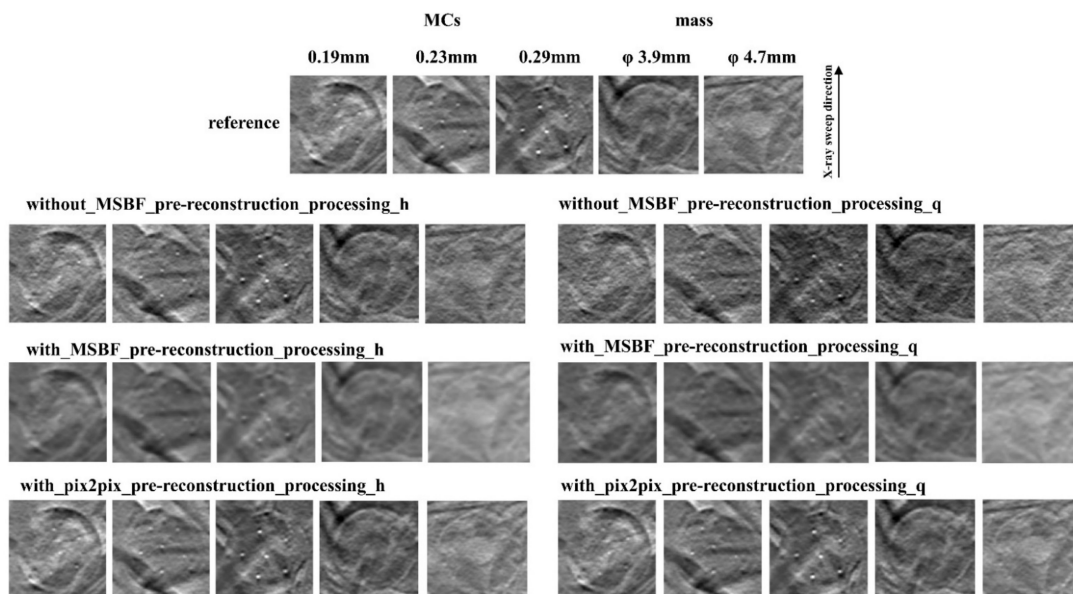 MCs mass
0.19mm 0.23mm 0.29mm φ 3.9mm φ 4.7mm
reference
X-ray sweep direction
without_MSBF_pre-reconstruction_processing_h
without_MSBF_pre-reconstruction_processing_q
with_MSBF_pre-reconstruction_processing_h
with_MSBF_pre-reconstruction_processing_q
with_pix2pix_pre-reconstruction_processing_h
with_pix2pix_pre-reconstruction_processing_q